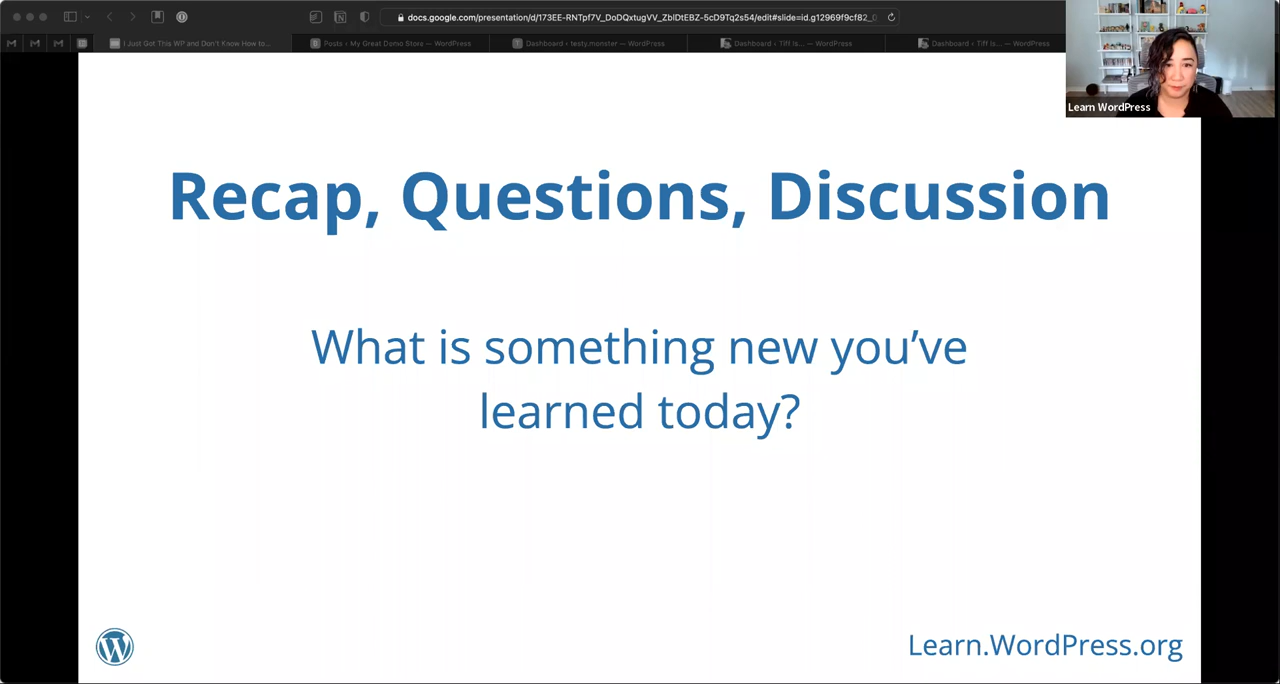 docs.google.com/presentation/d/173EE-RNTpf7V_DoDQxtugVV_ZblDtEBZ-5cD9Tq2s54/edit#slide=id.g12969f9cf82_0
I Just Got This WP and Don't Know How to...
Posts ‹ My Great Demo Store — WordPress
Dashboard ‹ testy.monster — WordPress
Dashboard ‹ Tiff Is... — WordPress
Dashboard ‹ Tiff Is... — WordPress
Learn WordPress
Recap, Questions, Discussion
What is something new you’ve
learned today?
Learn.WordPress.org